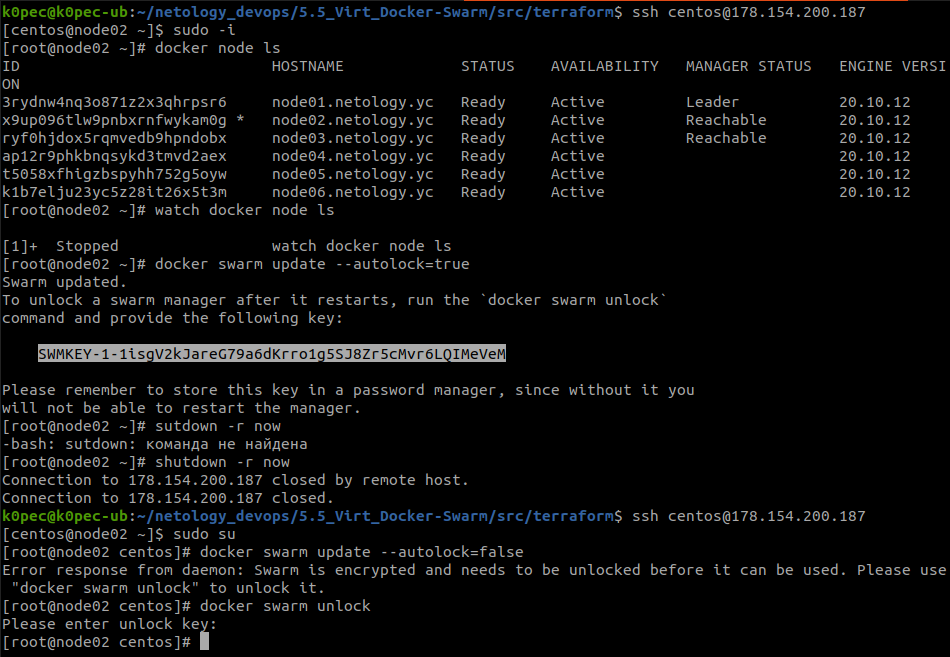 k0pec@k0pec-ub:~/netology_devops/5.5_Virt_Docker-Swarm/src/terraform$ ssh centos@178.154.200.187
[centos@node02 ~]$ sudo -i
[root@node02 ~]# docker node ls
ID HOSTNAME STATUS AVAILABILITY MANAGER STATUS ENGINE VERSI
ON
3rydnw4nq3o871z2x3qhrpsr6 node01.netology.yc Ready Active Leader 20.10.12
x9up096tlw9pnbxrnfwykam0g * node02.netology.yc Ready Active Reachable 20.10.12
ryf0hjdox5rqmvedb9hpndobx node03.netology.yc Ready Active Reachable 20.10.12
ap12r9phkbnqsykd3tmvd2aex node04.netology.yc Ready Active 20.10.12
t5058xfhigzbspyhh752g5oyw node05.netology.yc Ready Active 20.10.12
k1b7elju23yc5z28it26x5t3m node06.netology.yc Ready Active 20.10.12
[root@node02 ~]# watch docker node ls
[1]+ Stopped watch docker node ls
[root@node02 ~]# docker swarm update --autolock=true
Swarm updated.
To unlock a swarm manager after it restarts, run the `docker swarm unlock`
command and provide the following key:
SWMKEY-1-1isgV2kJareG79a6dKrro1g5SJ8Zr5cMvr6LQIMeVeM
Please remember to store this key in a password manager, since without it you
will not be able to restart the manager.
[root@node02 ~]# sutdown -r now
-bash: sutdown: команда не найдена
[root@node02 ~]# shutdown -r now
Connection to 178.154.200.187 closed by remote host.
Connection to 178.154.200.187 closed.
k0pec@k0pec-ub:~/netology_devops/5.5_Virt_Docker-Swarm/src/terraform$ ssh centos@178.154.200.187
[centos@node02 ~]$ sudo su
[root@node02 centos]# docker swarm update --autolock=false
Error response from daemon: Swarm is encrypted and needs to be unlocked before it can be used. Please use
"docker swarm unlock" to unlock it.
[root@node02 centos]# docker swarm unlock
Please enter unlock key:
[root@node02 centos]#